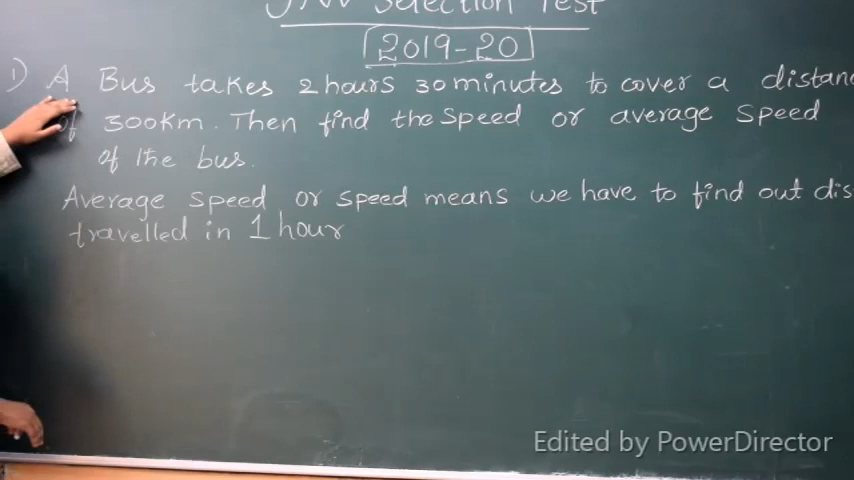 JNV Selection Test
2019-20
1) A Bus takes 2 hours 30 minutes to cover a distanc
of 300km. Then find the speed or average speed
of the bus.
Average speed or speed means we have to find out dis
travelled in 1 hour
Edited by PowerDirector